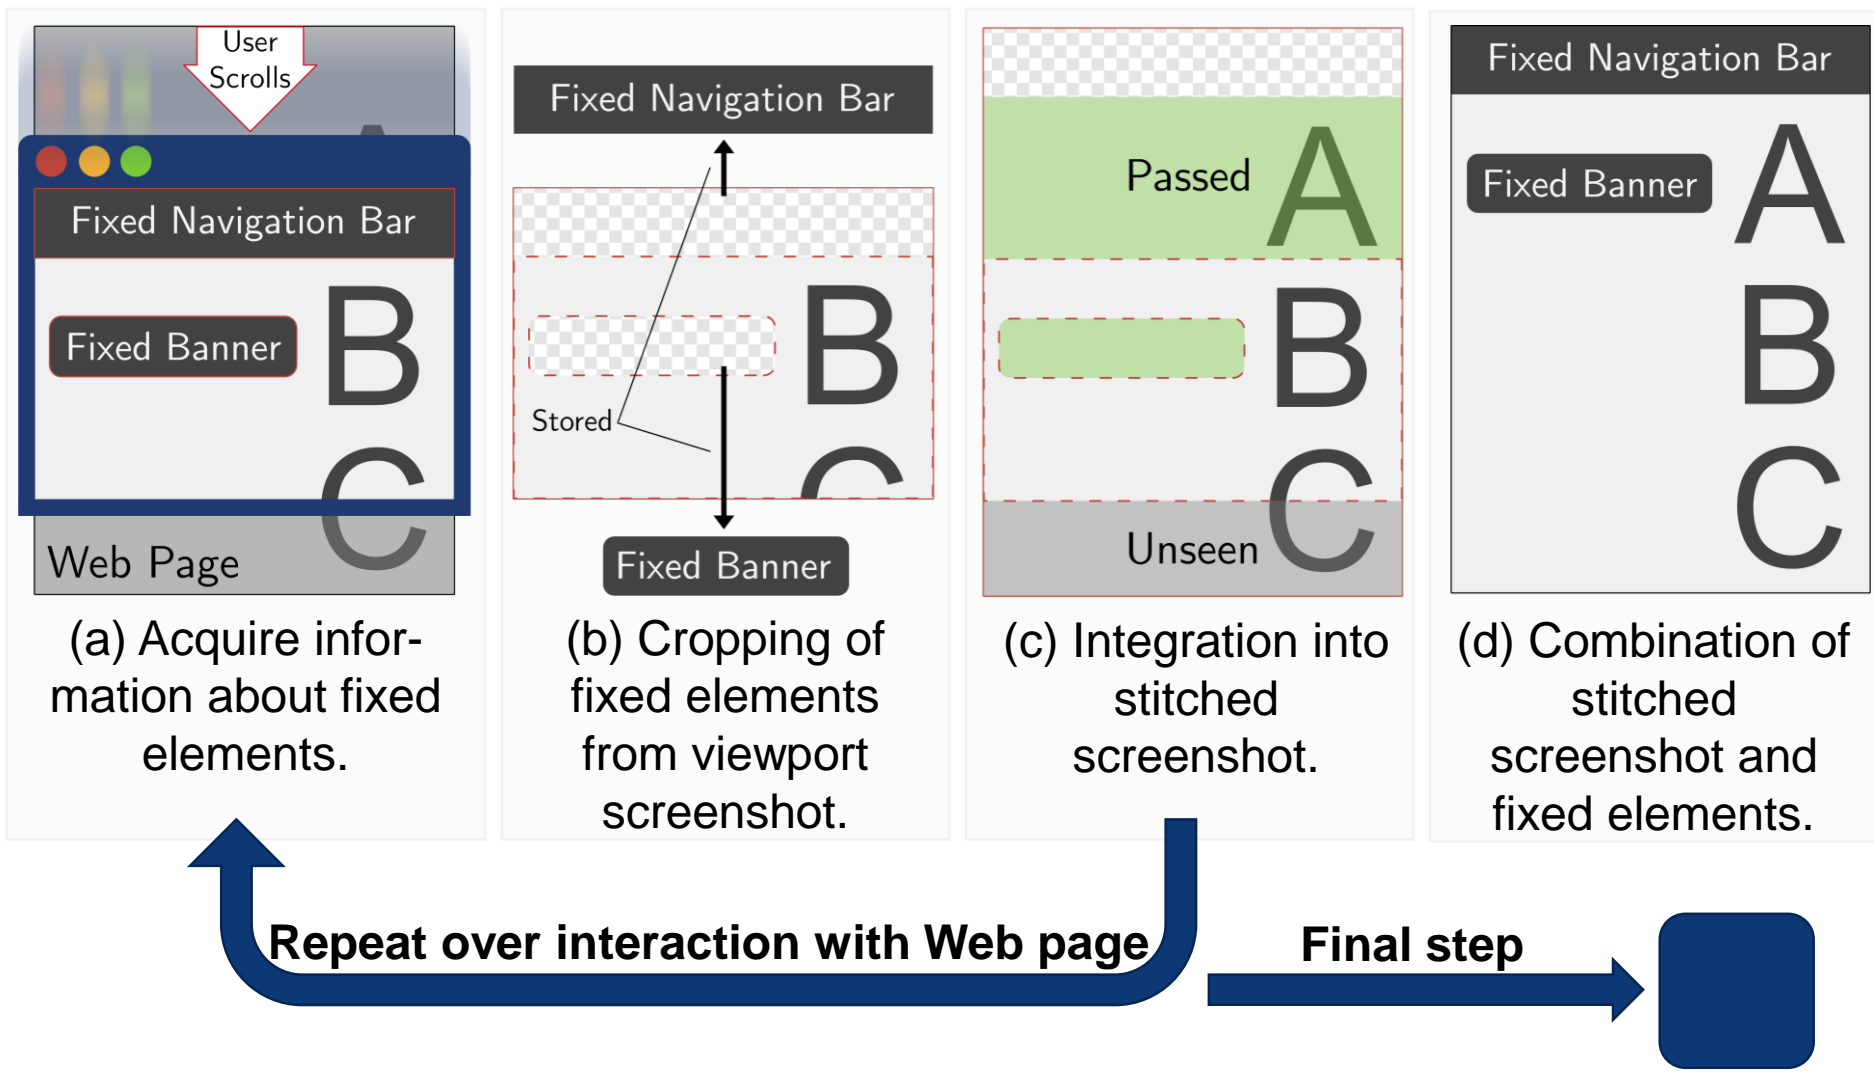 User
Scrolls
Fixed Navigation Bar
Fixed Banner
B
C
Web Page
(a) Acquire infor-
mation about fixed
elements.
Fixed Navigation Bar
B
Stored
C
Fixed Banner
(b) Cropping of
fixed elements
from viewport
screenshot.
Passed
A
B
C
Unseen
(c) Integration into
stitched
screenshot.
Fixed Navigation Bar
Fixed Banner
A
B
C
(d) Combination of
stitched
screenshot and
fixed elements.
Repeat over interaction with Web page
Final step